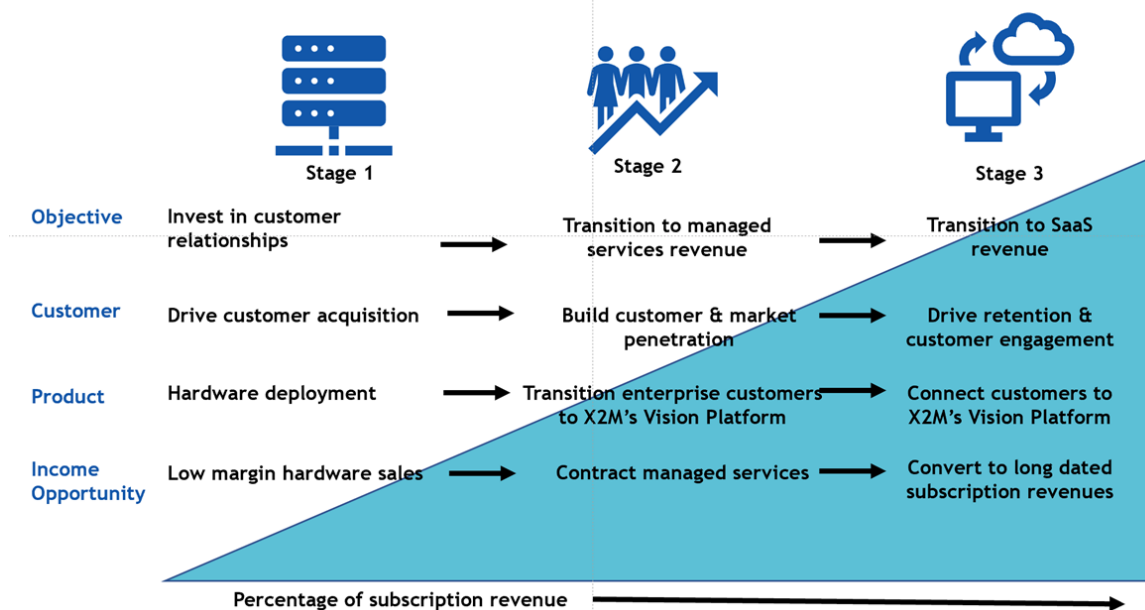 Stage 1
Stage 2
Stage 3
Objective
Invest in customer
relationships
Transition to managed
services revenue
Transition to SaaS
revenue
Customer
Drive customer acquisition
Build customer & market
penetration
Drive retention &
customer engagement
Product
Hardware deployment
Transition enterprise customers
to X2M's Vision Platform
Connect customers to
X2M's Vision Platform
Income
Opportunity
Low margin hardware sales
Contract managed services
Convert to long dated
subscription revenues
Percentage of subscription revenue